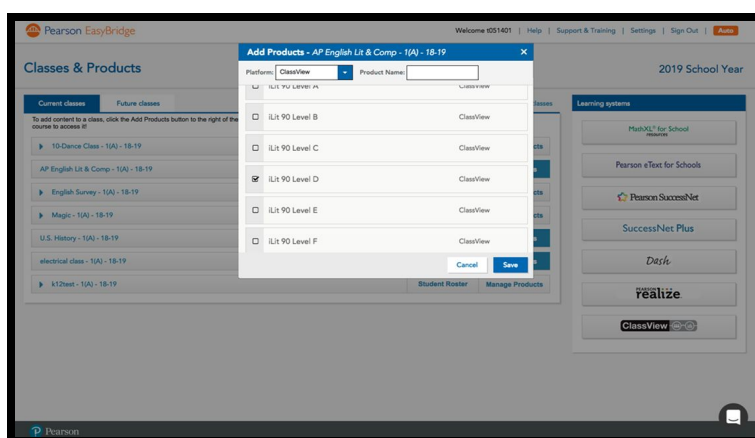 Pearson EasyBridge
Welcome t051401 | Help | Support & Training | Settings | Sign Out | Auto
Classes & Products
2019 School Year
Add Products - AP English Lit & Comp - 1(A) - 18-19 ×
Platform: ClassView Product Name:
iLit 90 Level A ClassView
iLit 90 Level B ClassView
iLit 90 Level C ClassView
iLit 90 Level D ClassView
iLit 90 Level E ClassView
iLit 90 Level F ClassView
Cancel Save
Current classes Future classes
To add content to a class, click the Add Products button to the right of the
course to access it!
10-Dance Class - 1(A) - 18-19
AP English Lit & Comp - 1(A) - 18-19
English Survey - 1(A) - 18-19
Magic - 1(A) - 18-19
U.S. History - 1(A) - 18-19
electrical class - 1(A) - 18-19
k12test - 1(A) - 18-19 Student Roster Manage Products
Learning systems
MathXL® for School
Pearson eText for Schools
Pearson SuccessNet
SuccessNet Plus
Dash
PEARSON
realize
ClassView
Pearson